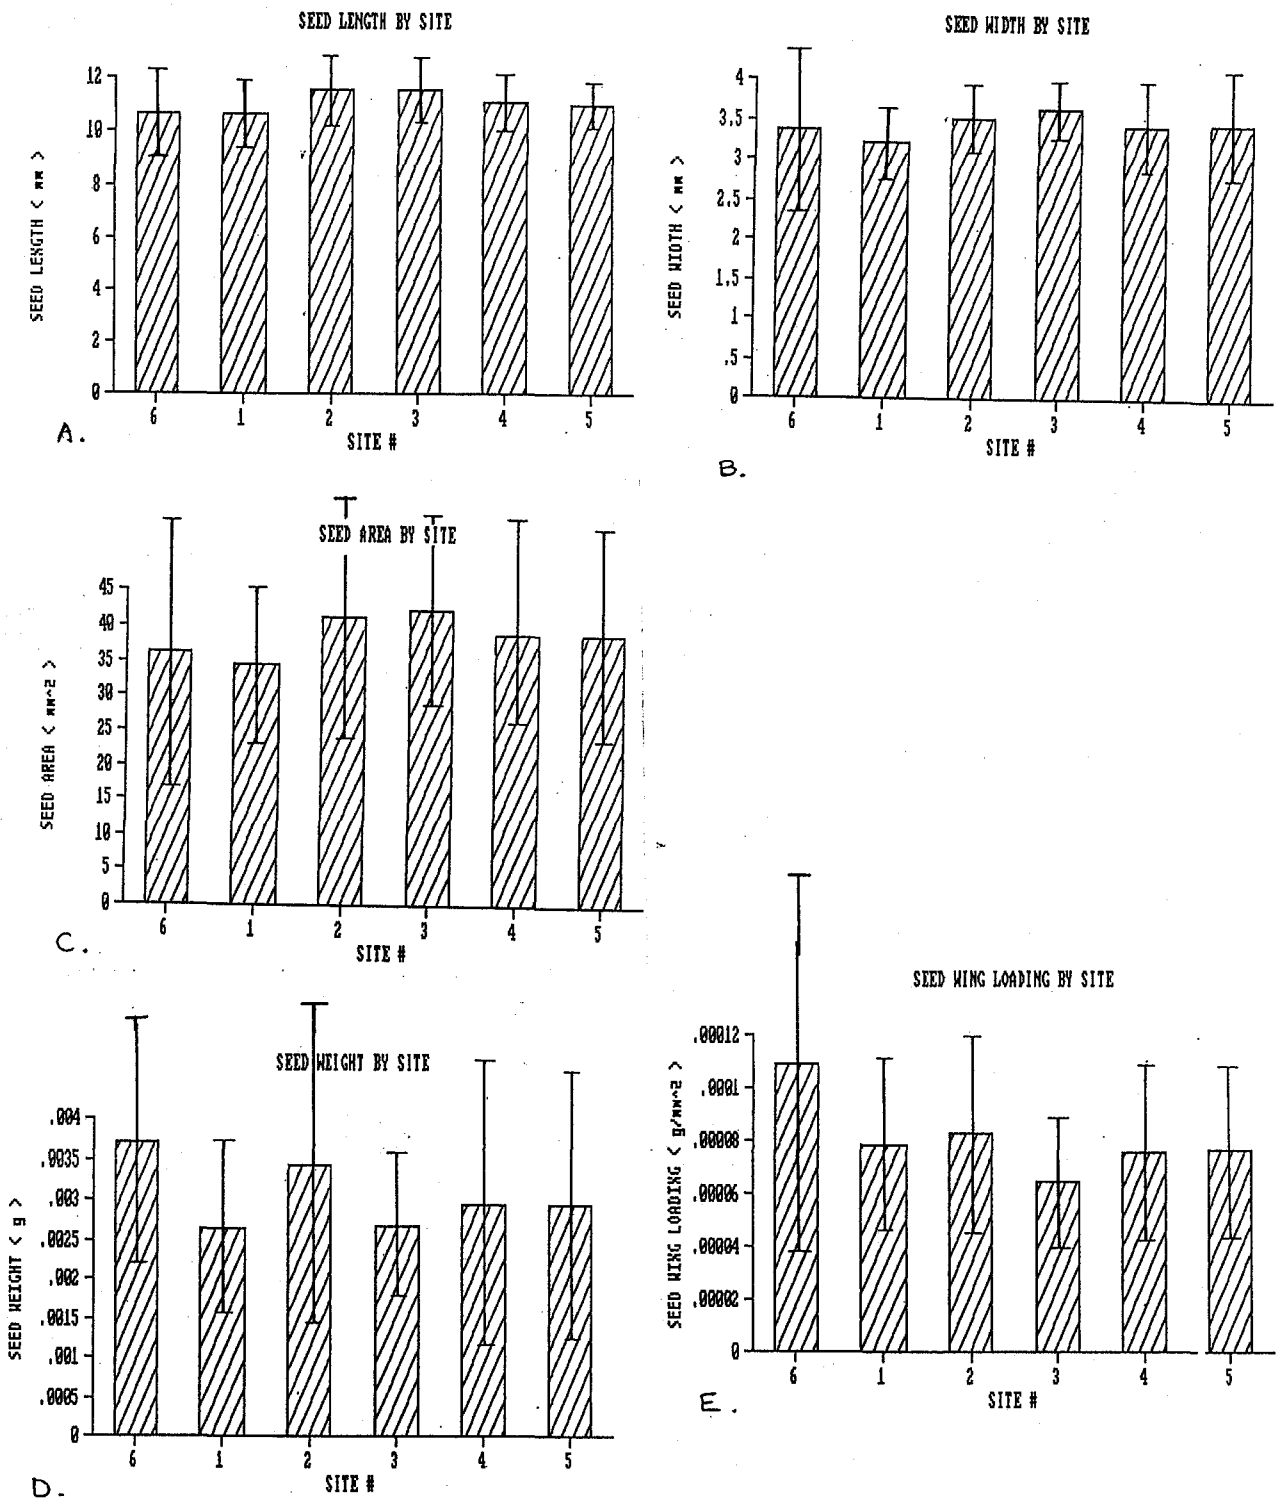 SEED LENGTH BY SITE
12
10
8
6
4
2
0
SEED LENGTH < mm >
6 1 2 3 4 5
SITE #
A.
SEED WIDTH BY SITE
4
3.5
3
2.5
2
1.5
1
.5
0
SEED WIDTH < mm >
6 1 2 3 4 5
SITE #
B.
SEED AREA BY SITE
45
40
35
30
25
20
15
10
5
0
SEED AREA < mm^2 >
6 1 2 3 4 5
SITE #
C.
SEED WEIGHT BY SITE
.004
.0035
.003
.0025
.002
.0015
.001
.0005
0
SEED WEIGHT < g >
6 1 2 3 4 5
SITE #
D.
SEED WING LOADING BY SITE
.00012
.0001
.00008
.00006
.00004
.00002
0
SEED WING LOADING < g/mm^2 >
6 1 2 3 4 5
SITE #
E.